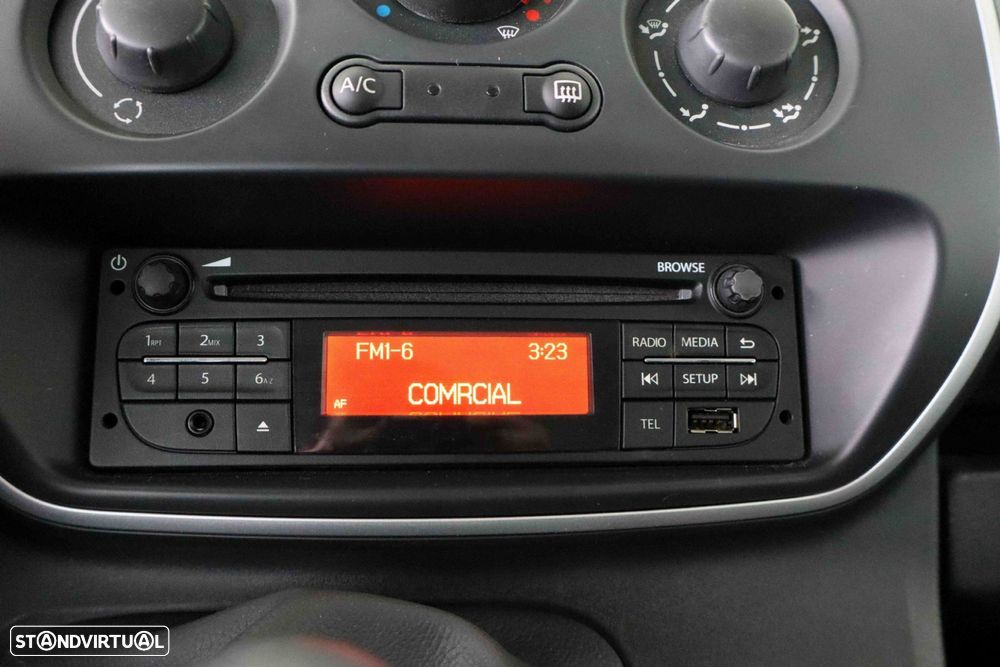 A/C
BROWSE
1RPT 2MIX 3
4 5 6AZ
FM1-6 3:23
COMRCIAL
AF
RADIO MEDIA
SETUP
TEL
STANDVIRTUAL